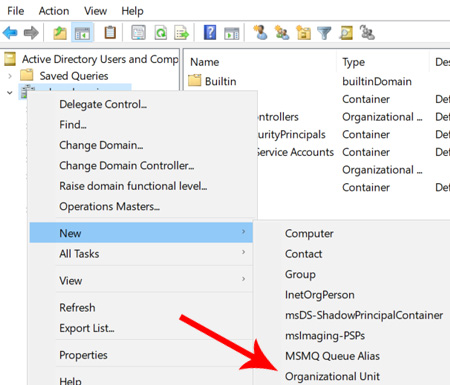 File Action View Help
Active Directory Users and Comp
Saved Queries
Name Type De
Builtin builtinDomain
Container Def
ntrollers Organizational ... Def
urityPrincipals Container Def
Service Accounts Container Def
Organizational ...
Container Def
Delegate Control...
Find...
Change Domain...
Change Domain Controller...
Raise domain functional level...
Operations Masters...
New
All Tasks
View
Refresh
Export List...
Properties
Help
Computer
Contact
Group
InetOrgPerson
msDS-ShadowPrincipalContainer
msImaging-PSPs
MSMQ Queue Alias
Organizational Unit